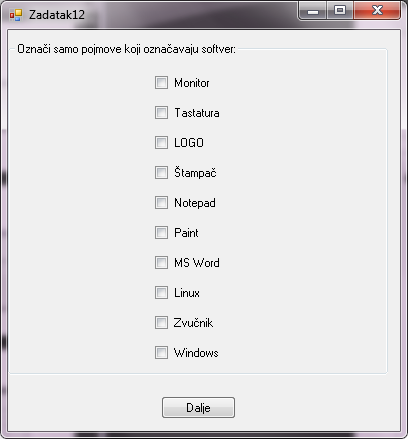 Zadatak12
Označi samo pojmove koji označavaju softver:
Monitor
Tastatura
LOGO
Štampač
Notepad
Paint
MS Word
Linux
Zvučnik
Windows
Dalje